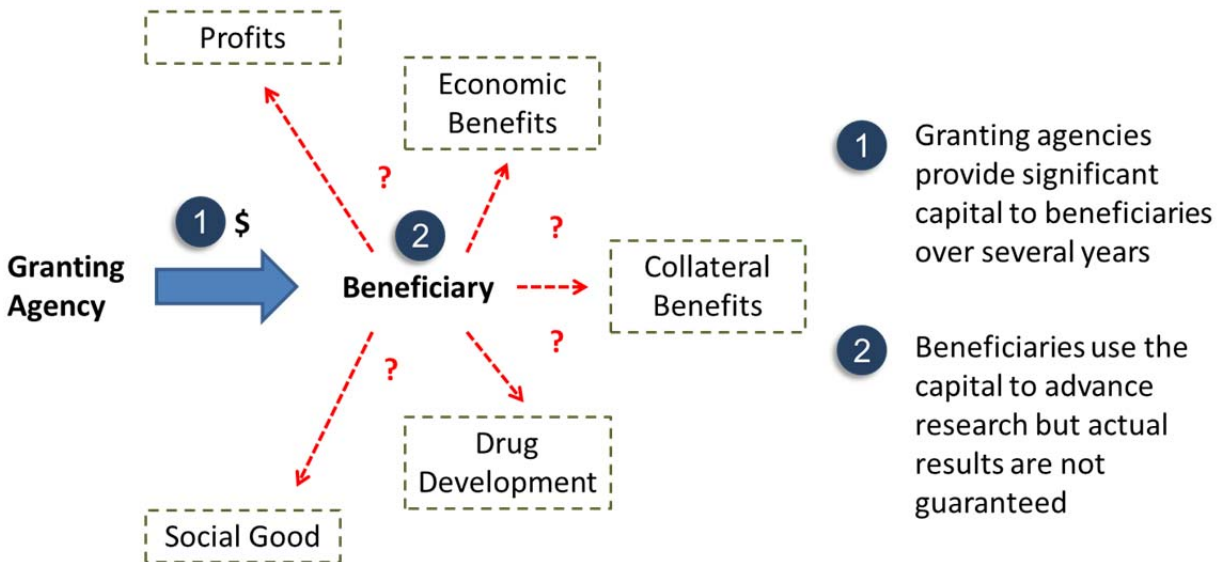 Profits
Economic
Benefits
?
1 $
2
?
Granting
Agency
Beneficiary
Collateral
Benefits
?
?
Drug
Development
Social Good
1 Granting agencies
provide significant
capital to beneficiaries
over several years
2 Beneficiaries use the
capital to advance
research but actual
results are not
guaranteed